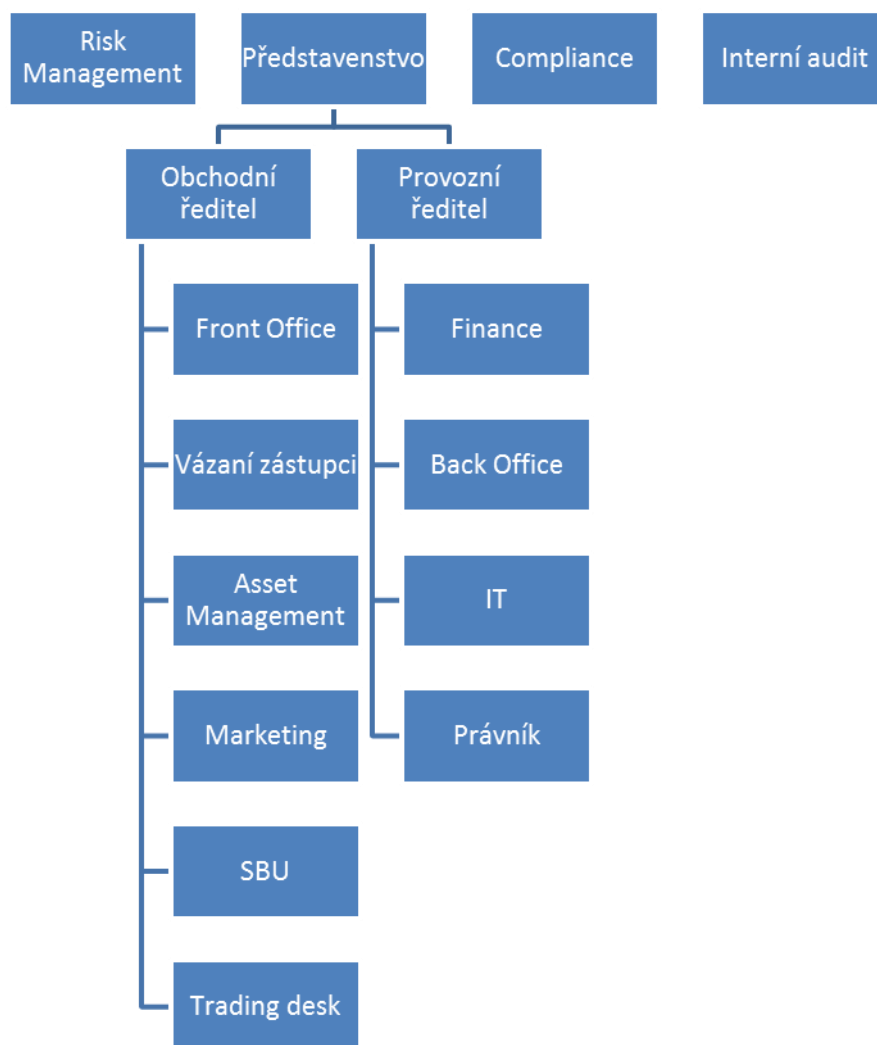 Risk
Management
Představenstvo
Compliance
Interní audit
Obchodní
ředitel
Provozní
ředitel
Front Office
Finance
Vázaní zástupci
Back Office
Asset
Management
IT
Marketing
Právník
SBU
Trading desk